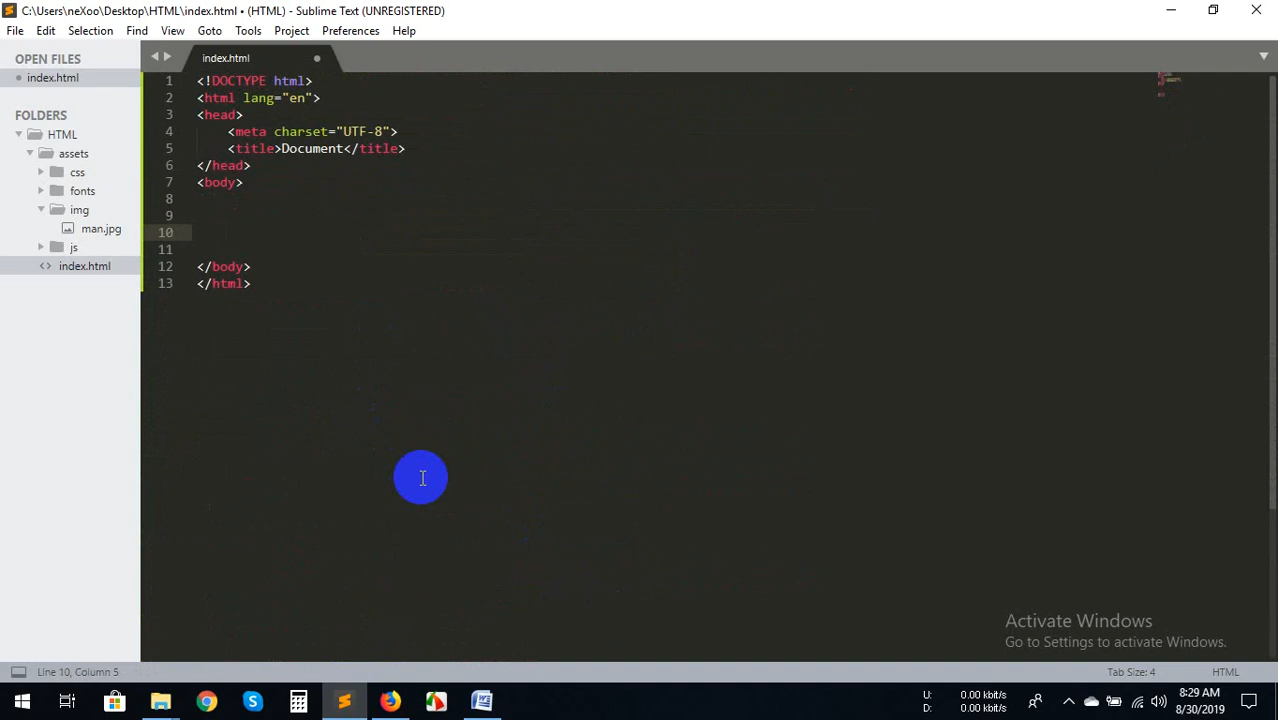 C:\Users\neXoo\Desktop\HTML\index.html • (HTML) - Sublime Text (UNREGISTERED)
File Edit Selection Find View Goto Tools Project Preferences Help
OPEN FILES
index.html
FOLDERS
HTML
assets
css
fonts
img
man.jpg
js
index.html
index.html
1 <!DOCTYPE html>
2 <html lang="en">
3 <head>
4 <meta charset="UTF-8">
5 <title>Document</title>
6 </head>
7 <body>
8
9
10
11
12 </body>
13 </html>
Activate Windows
Go to Settings to activate Windows.
Line 10, Column 5 Tab Size: 4 HTML
U: 0.00 kbit/s
D: 0.00 kbit/s
8:29 AM
8/30/2019